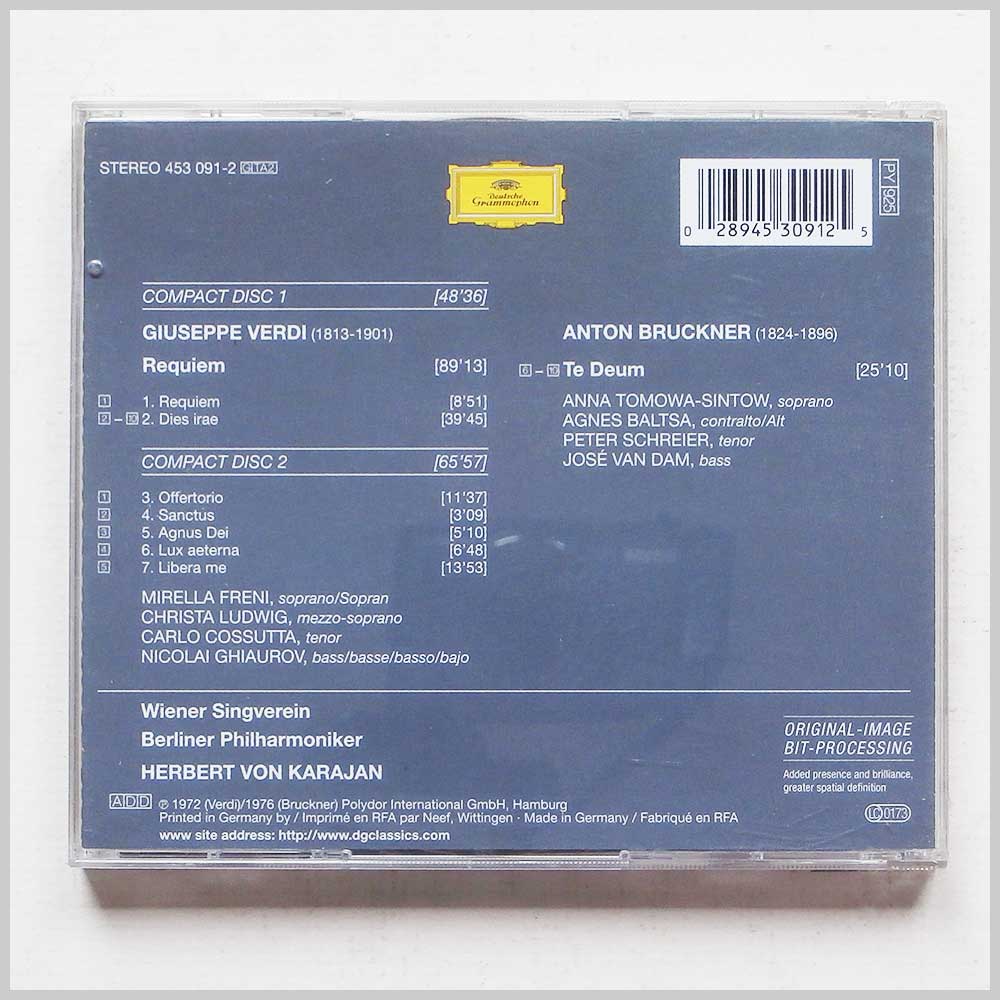 STEREO 453 091-2 GITA2
Deutsche
Grammophon
0 28945 30912 5
PY 925
COMPACT DISC 1 [48'36]
GIUSEPPE VERDI (1813-1901)
Requiem [89'13]
1 1. Requiem [8'51]
2 – 10 2. Dies irae [39'45]
COMPACT DISC 2 [65'57]
1 3. Offertorio [11'37]
2 4. Sanctus [3'09]
3 5. Agnus Dei [5'10]
4 6. Lux aeterna [6'48]
5 7. Libera me [13'53]
MIRELLA FRENI, soprano/Sopran
CHRISTA LUDWIG, mezzo-soprano
CARLO COSSUTTA, tenor
NICOLAI GHIAUROV, bass/basse/basso/bajo
ANTON BRUCKNER (1824-1896)
6 – 10 Te Deum [25'10]
ANNA TOMOWA-SINTOW, soprano
AGNES BALTSA, contralto/Alt
PETER SCHREIER, tenor
JOSÉ VAN DAM, bass
Wiener Singverein
Berliner Philharmoniker
HERBERT VON KARAJAN
ADD ℗ 1972 (Verdi)/1976 (Bruckner) Polydor International GmbH, Hamburg
Printed in Germany by / Imprimé en RFA par Neef, Wittingen · Made in Germany / Fabriqué en RFA
www site address: http://www.dgclassics.com
ORIGINAL-IMAGE
BIT-PROCESSING
Added presence and brilliance,
greater spatial definition
LC 0173